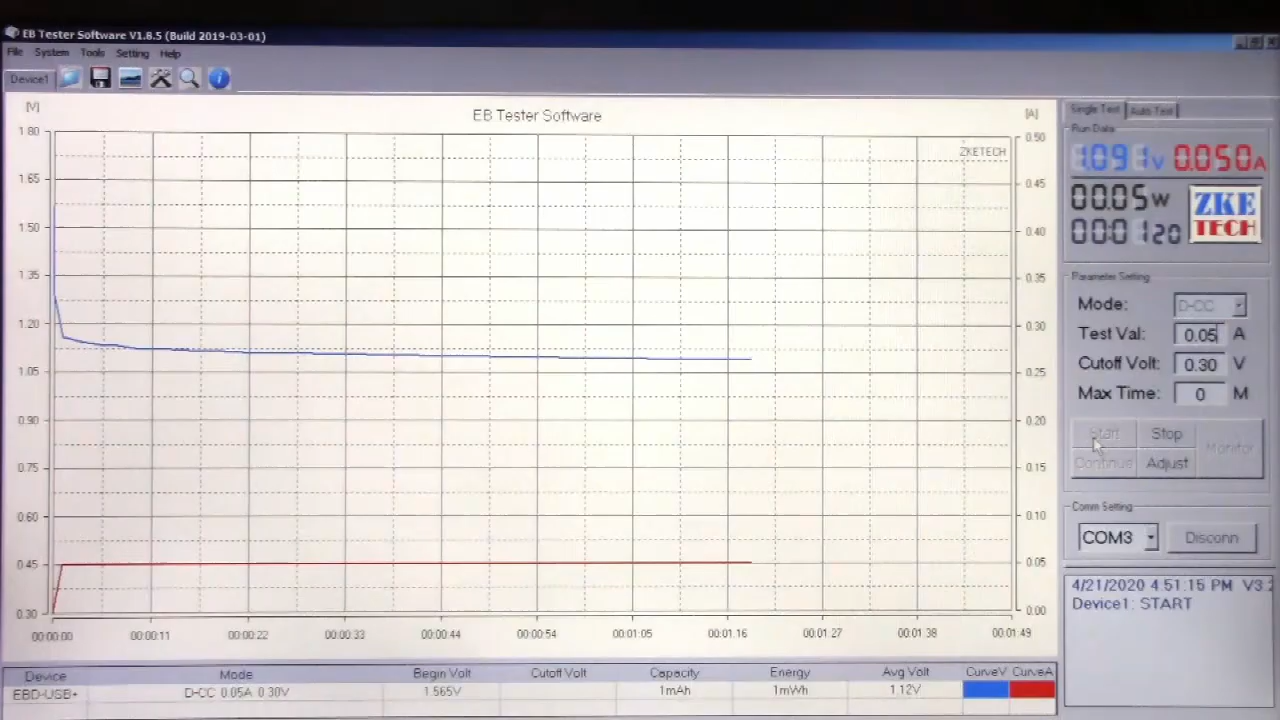 EB Tester Software V1.8.5 (Build 2019-03-01)
File System Tools Setting Help
Device1
[V]
EB Tester Software
[A]
ZKETECH
1.80
1.65
1.50
1.35
1.20
1.05
0.90
0.75
0.60
0.45
0.30
0.50
0.45
0.40
0.35
0.30
0.25
0.20
0.15
0.10
0.05
0.00
00:00:00 00:00:11 00:00:22 00:00:33 00:00:44 00:00:54 00:01:05 00:01:16 00:01:27 00:01:38 00:01:49
Single Test Auto Test
Run Data
1.091V 0.050A
00.05W
00:01:20
ZKE
TECH
Parameter Setting
Mode: D-CC
Test Val: 0.05 A
Cutoff Volt: 0.30 V
Max Time: 0 M
Start Stop Monitor
Continue Adjust
Comm Setting
COM3 Disconn
4/21/2020 4:51:15 PM V3.2
Device1: START
Device Mode Begin Volt Cutoff Volt Capacity Energy Avg Volt CurveV CurveA
EBD-USB+ D-CC 0.05A 0.30V 1.565V 1mAh 1mWh 1.12V